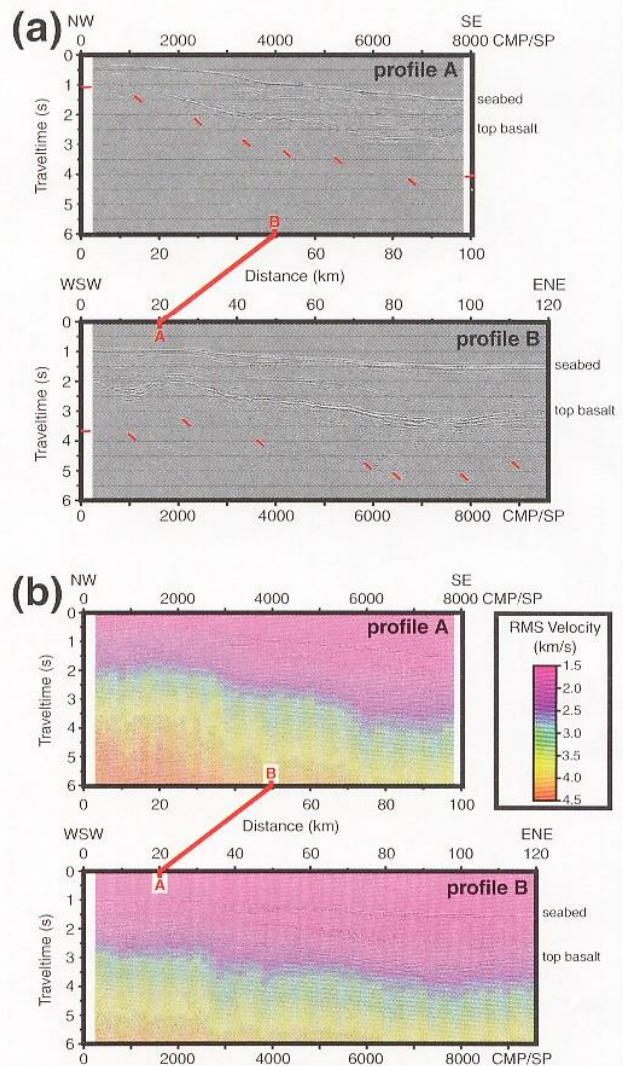 (a)
NW SE
0 2000 4000 6000 8000 CMP/SP
profile A
0
1
2
3
4
5
6
Traveltime (s)
seabed
top basalt
B
0 20 60 80 100
Distance (km)
WSW ENE
0 20 40 60 80 100 120
A
profile B
0
1
2
3
4
5
6
Traveltime (s)
seabed
top basalt
0 2000 4000 6000 8000 CMP/SP
(b)
NW SE
0 2000 4000 6000 8000 CMP/SP
profile A
0
1
2
3
4
5
6
Traveltime (s)
RMS Velocity
(km/s)
1.5
2.0
2.5
3.0
3.5
4.0
4.5
B
0 20 60 80 100
Distance (km)
WSW ENE
0 20 40 60 80 100 120
A
profile B
0
1
2
3
4
5
6
Traveltime (s)
seabed
top basalt
0 2000 4000 6000 8000 CMP/SP